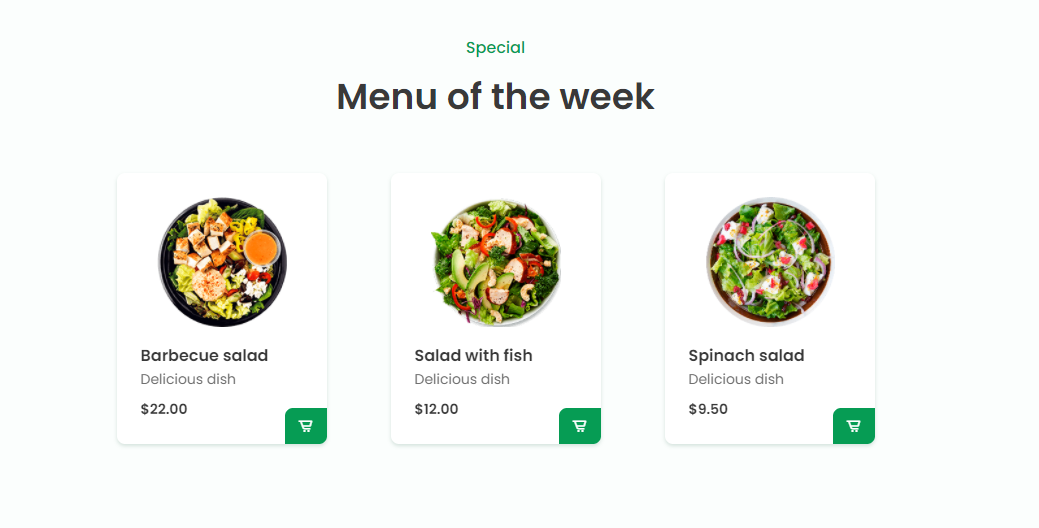 Special
Menu of the week
Barbecue salad
Delicious dish
$22.00
Salad with fish
Delicious dish
$12.00
Spinach salad
Delicious dish
$9.50